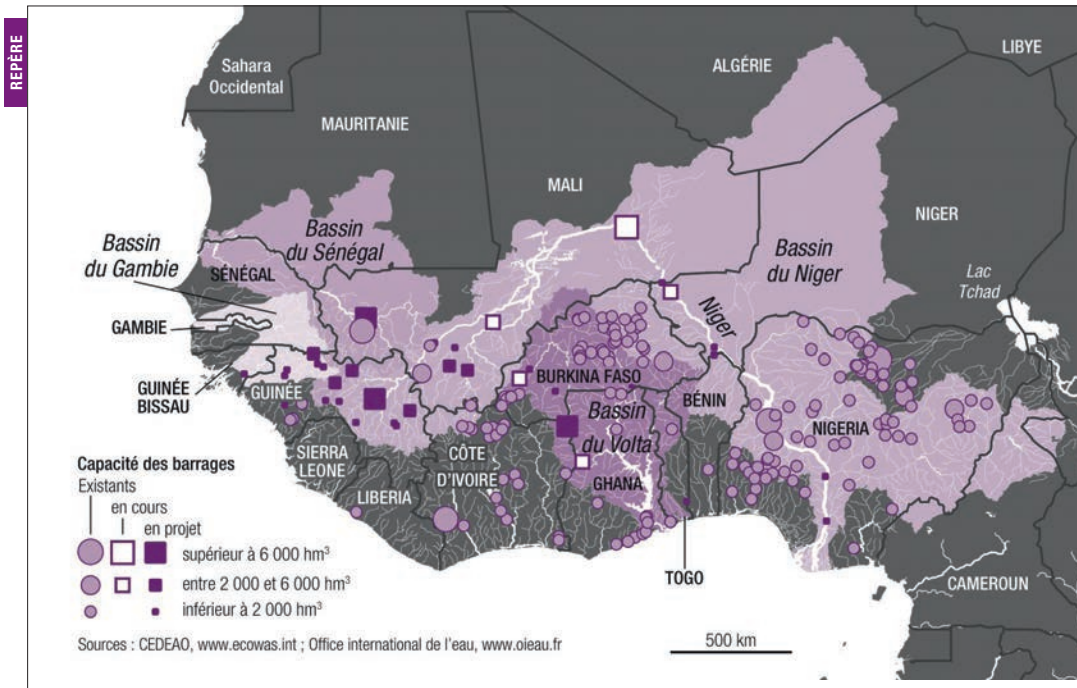 REPÈRE
Sahara
Occidental
MAURITANIE
ALGÉRIE
LIBYE
MALI
NIGER
Bassin
du Sénégal
Bassin
du Gambie
SÉNÉGAL
Bassin
du Niger
Lac
Tchad
Niger
GAMBIE
GUINÉE
BISSAU
GUINÉE
BURKINA FASO
BÉNIN
Bassin
du Volta
NIGERIA
SIERRA
LEONE
CÔTE
D'IVOIRE
LIBERIA
GHANA
TOGO
CAMEROUN
Capacité des barrages
Existants
en cours
en projet
supérieur à 6 000 hm³
entre 2 000 et 6 000 hm³
inférieur à 2 000 hm³
Sources : CEDEAO, www.ecowas.int ; Office international de l'eau, www.oieau.fr
500 km